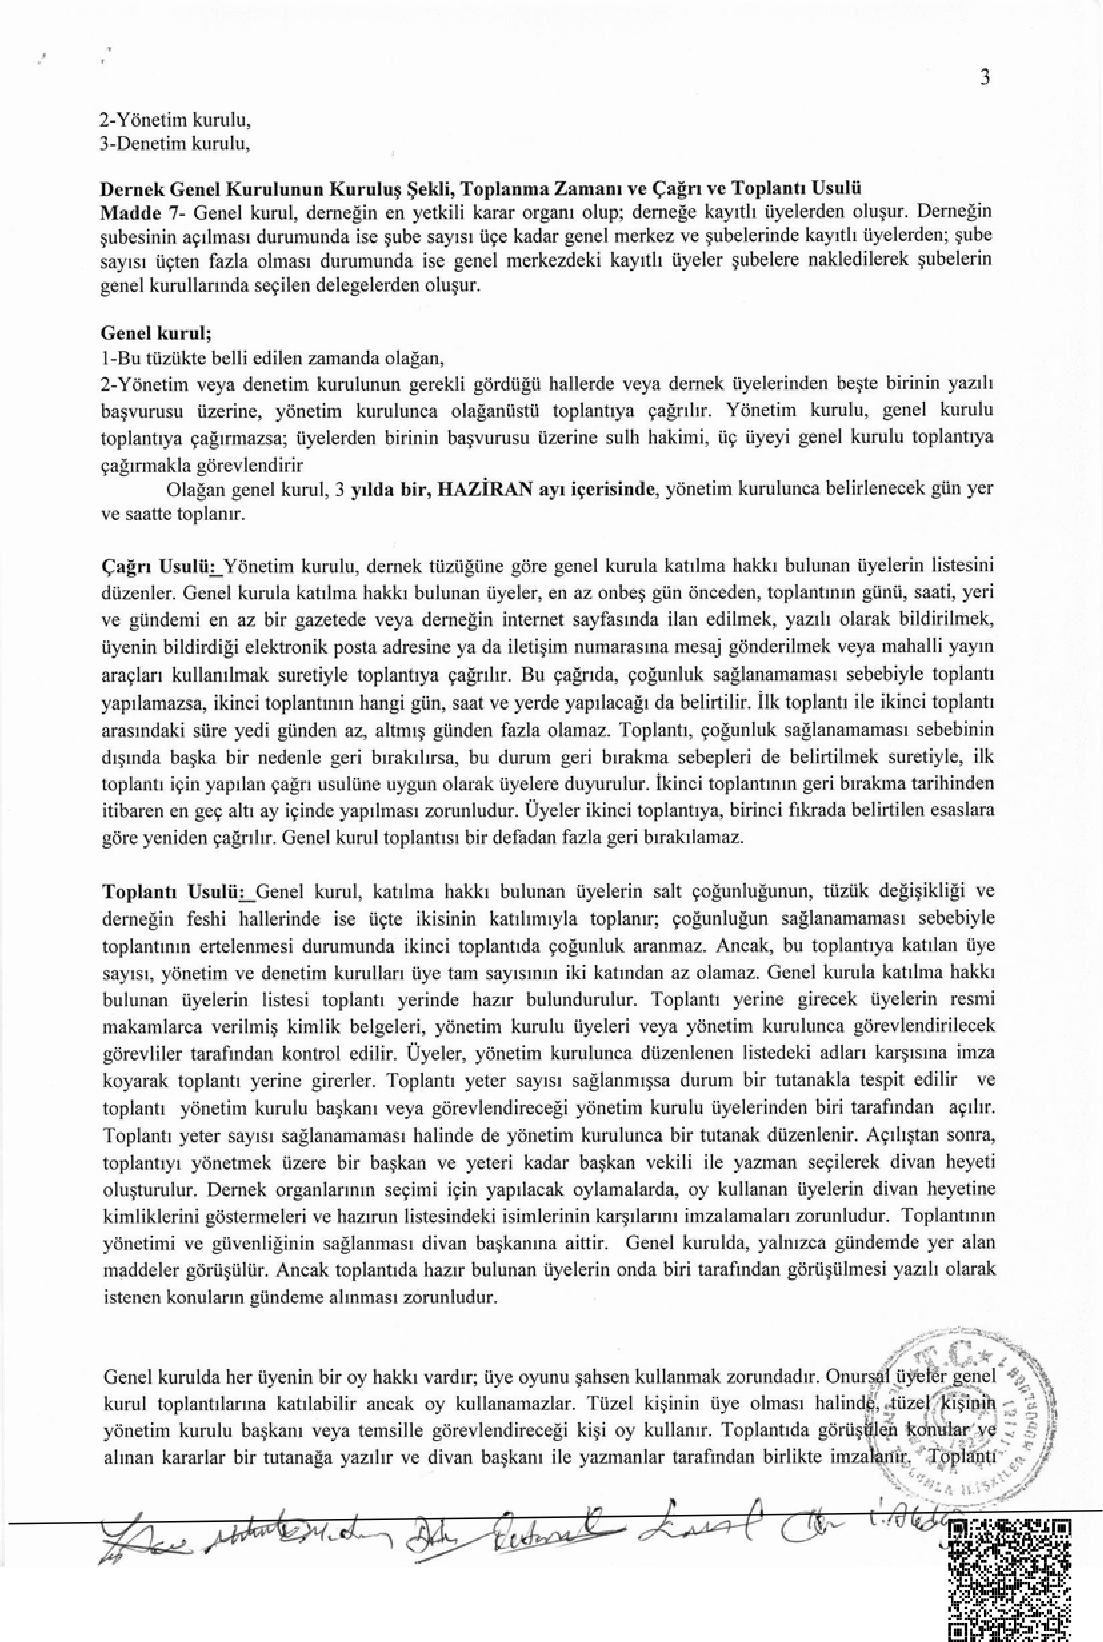 3
2-Yönetim kurulu,
3-Denetim kurulu,
Dernek Genel Kurulunun Kuruluş Şekli, Toplanma Zamanı ve Çağrı ve Toplantı Usulü
Madde 7- Genel kurul, derneğin en yetkili karar organı olup; derneğe kayıtlı üyelerden oluşur. Derneğin
şubesinin açılması durumunda ise şube sayısı üçe kadar genel merkez ve şubelerinde kayıtlı üyelerden; şube
sayısı üçten fazla olması durumunda ise genel merkezdeki kayıtlı üyeler şubelere nakledilerek şubelerin
genel kurullarında seçilen delegelerden oluşur.
Genel kurul;
1-Bu tüzükte belli edilen zamanda olağan,
2-Yönetim veya denetim kurulunun gerekli gördüğü hallerde veya dernek üyelerinden beşte birinin yazılı
başvurusu üzerine, yönetim kurulunca olağanüstü toplantıya çağrılır. Yönetim kurulu, genel kurulu
toplantıya çağırmazsa; üyelerden birinin başvurusu üzerine sulh hakimi, üç üyeyi genel kurulu toplantıya
çağırmakla görevlendirir
Olağan genel kurul, 3 yılda bir, HAZİRAN ayı içerisinde, yönetim kurulunca belirlenecek gün yer
ve saatte toplanır.
Çağrı Usulü: Yönetim kurulu, dernek tüzüğüne göre genel kurula katılma hakkı bulunan üyelerin listesini
düzenler. Genel kurula katılma hakkı bulunan üyeler, en az onbeş gün önceden, toplantının günü, saati, yeri
ve gündemi en az bir gazetede veya derneğin internet sayfasında ilan edilmek, yazılı olarak bildirilmek,
üyenin bildirdiği elektronik posta adresine ya da iletişim numarasına mesaj gönderilmek veya mahalli yayın
araçları kullanılmak suretiyle toplantıya çağrılır. Bu çağrıda, çoğunluk sağlanamaması sebebiyle toplantı
yapılamazsa, ikinci toplantının hangi gün, saat ve yerde yapılacağı da belirtilir. İlk toplantı ile ikinci toplantı
arasındaki süre yedi günden az, altmış günden fazla olamaz. Toplantı, çoğunluk sağlanamaması sebebinin
dışında başka bir nedenle geri bırakılırsa, bu durum geri bırakma sebepleri de belirtilmek suretiyle, ilk
toplantı için yapılan çağrı usulüne uygun olarak üyelere duyurulur. İkinci toplantının geri bırakma tarihinden
itibaren en geç altı ay içinde yapılması zorunludur. Üyeler ikinci toplantıya, birinci fıkrada belirtilen esaslara
göre yeniden çağrılır. Genel kurul toplantısı bir defadan fazla geri bırakılamaz.
Toplantı Usulü: Genel kurul, katılma hakkı bulunan üyelerin salt çoğunluğunun, tüzük değişikliği ve
derneğin feshi hallerinde ise üçte ikisinin katılımıyla toplanır; çoğunluğun sağlanamaması sebebiyle
toplantının ertelenmesi durumunda ikinci toplantıda çoğunluk aranmaz. Ancak, bu toplantıya katılan üye
sayısı, yönetim ve denetim kurulları üye tam sayısının iki katından az olamaz. Genel kurula katılma hakkı
bulunan üyelerin listesi toplantı yerinde hazır bulundurulur. Toplantı yerine girecek üyelerin resmi
makamlarca verilmiş kimlik belgeleri, yönetim kurulu üyeleri veya yönetim kurulunca görevlendirilecek
görevliler tarafından kontrol edilir. Üyeler, yönetim kurulunca düzenlenen listedeki adları karşısına imza
koyarak toplantı yerine girerler. Toplantı yeter sayısı sağlanmışsa durum bir tutanakla tespit edilir ve
toplantı yönetim kurulu başkanı veya görevlendireceği yönetim kurulu üyelerinden biri tarafından açılır.
Toplantı yeter sayısı sağlanamaması halinde de yönetim kurulunca bir tutanak düzenlenir. Açılıştan sonra,
toplantıyı yönetmek üzere bir başkan ve yeteri kadar başkan vekili ile yazman seçilerek divan heyeti
oluşturulur. Dernek organlarının seçimi için yapılacak oylamalarda, oy kullanan üyelerin divan heyetine
kimliklerini göstermeleri ve hazırun listesindeki isimlerinin karşılarını imzalamaları zorunludur. Toplantının
yönetimi ve güvenliğinin sağlanması divan başkanına aittir. Genel kurulda, yalnızca gündemde yer alan
maddeler görüşülür. Ancak toplantıda hazır bulunan üyelerin onda biri tarafından görüşülmesi yazılı olarak
istenen konuların gündeme alınması zorunludur.
Genel kurulda her üyenin bir oy hakkı vardır; üye oyunu şahsen kullanmak zorundadır. Onursal üyeler genel
kurul toplantılarına katılabilir ancak oy kullanamazlar. Tüzel kişinin üye olması halinde, tüzel kişinin
yönetim kurulu başkanı veya temsille görevlendireceği kişi oy kullanır. Toplantıda görüşülen konular ve
alınan kararlar bir tutanağa yazılır ve divan başkanı ile yazmanlar tarafından birlikte imzalanır. Toplantı
T.C.